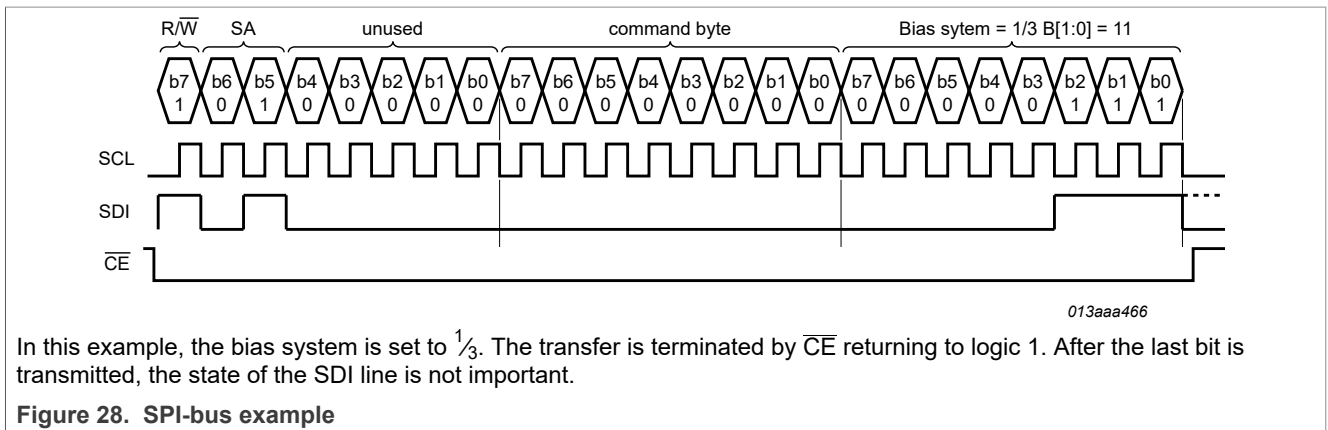 R/W SA unused command byte Bias sytem = 1/3 B[1:0] = 11
b7 b6 b5 b4 b3 b2 b1 b0 b7 b6 b5 b4 b3 b2 b1 b0 b7 b6 b5 b4 b3 b2 b1 b0
1 0 1 0 0 0 0 0 0 0 0 0 0 0 0 0 0 0 0 0 0 1 1 1
SCL
SDI
CE
013aaa466
In this example, the bias system is set to 1⁄3. The transfer is terminated by CE returning to logic 1. After the last bit is
transmitted, the state of the SDI line is not important.
Figure 28. SPI-bus example